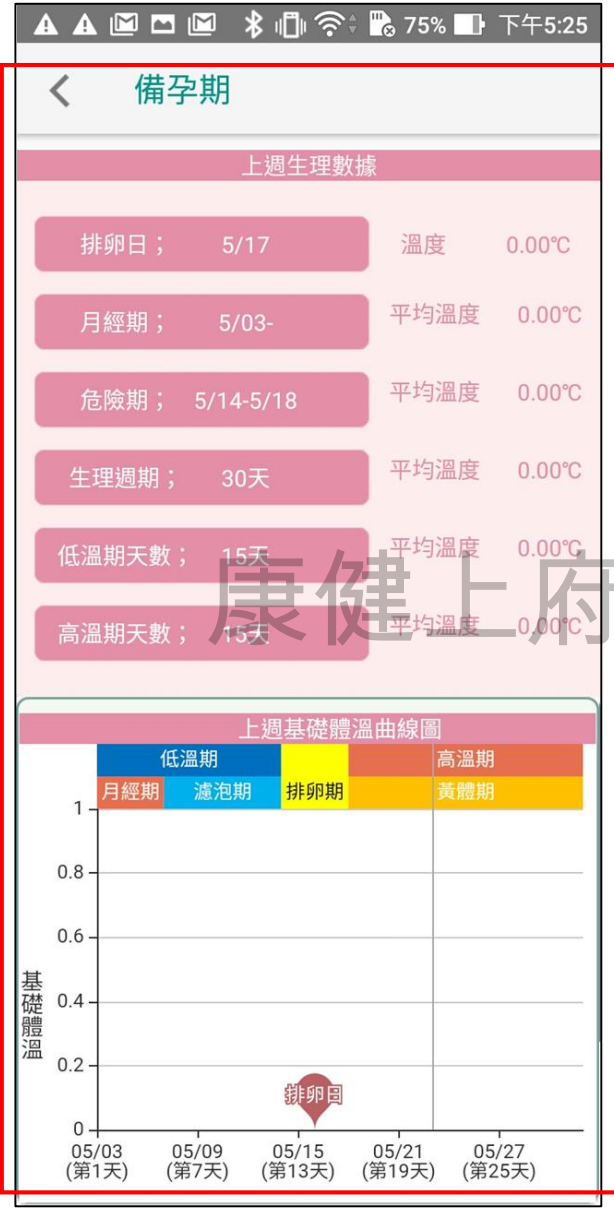 75% 下午5:25
備孕期
上週生理數據
排卵日； 5/17 溫度 0.00℃
月經期； 5/03- 平均溫度 0.00℃
危險期； 5/14-5/18 平均溫度 0.00℃
生理週期； 30天 平均溫度 0.00℃
低溫期天數； 15天 平均溫度 0.00℃
高溫期天數； 15天 平均溫度 0.00℃
康健上府
上週基礎體溫曲線圖
低溫期 高溫期
月經期 濾泡期 排卵期 黃體期
1
0.8
0.6
0.4
0.2
0
基礎體溫
排卵日
05/03 05/09 05/15 05/21 05/27
(第1天) (第7天) (第13天) (第19天) (第25天)